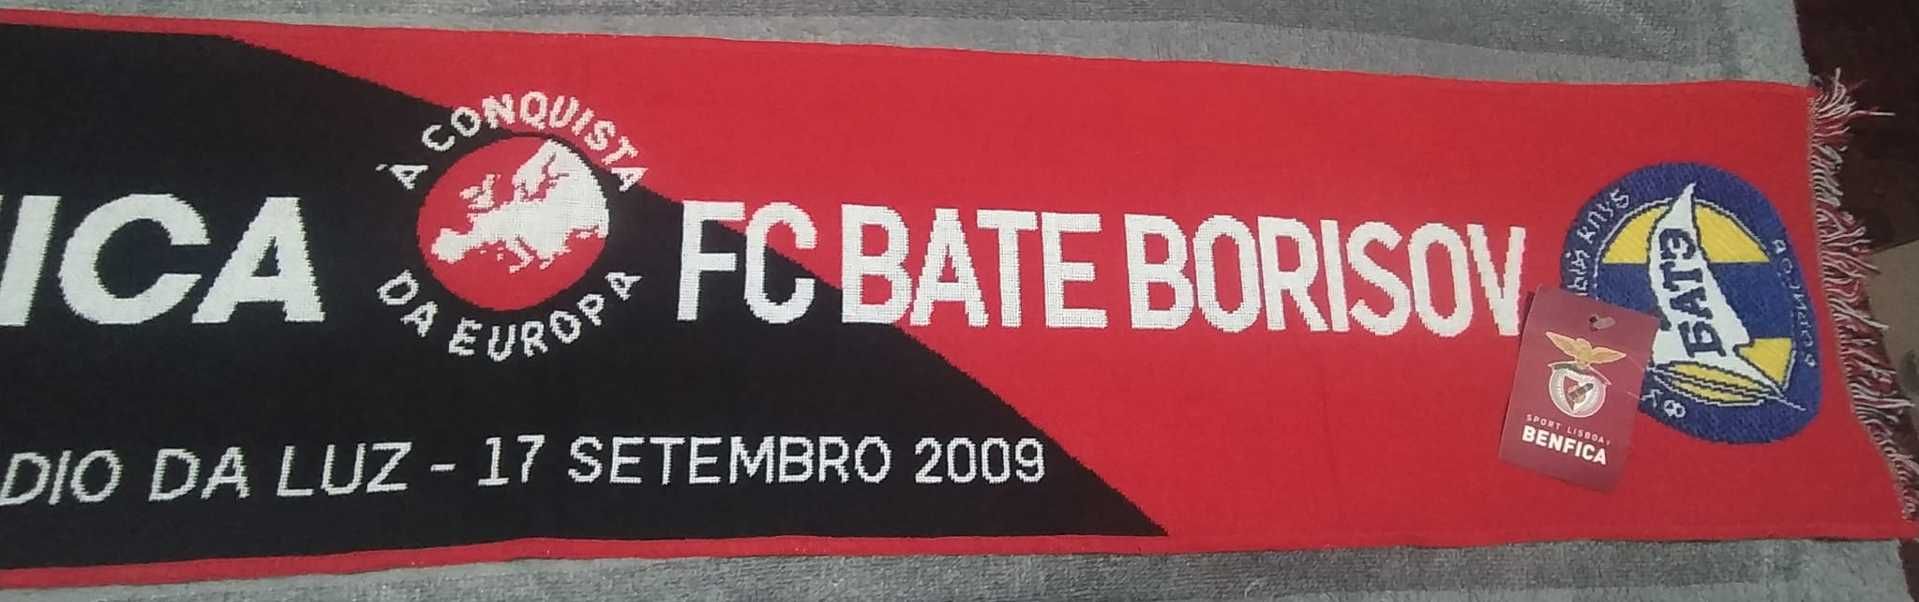 ICA
À CONQUISTA
DA EUROPA
FC BATE BORISOV
БАТЭ
SPORT LISBOA E
BENFICA
DIO DA LUZ - 17 SETEMBRO 2009